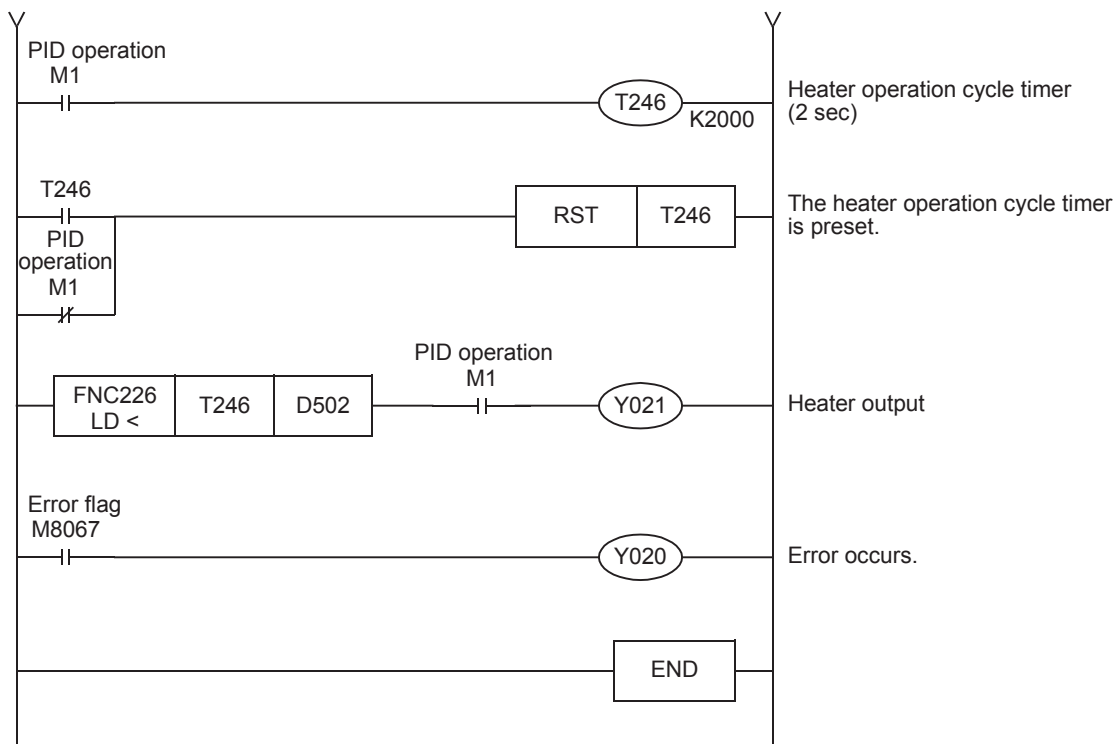 PID operation
M1
T246
K2000
Heater operation cycle timer
(2 sec)
T246
RST
T246
The heater operation cycle timer
is preset.
PID
operation
M1
PID operation
M1
FNC226
LD <
T246
D502
Y021
Heater output
Error flag
M8067
Y020
Error occurs.
END